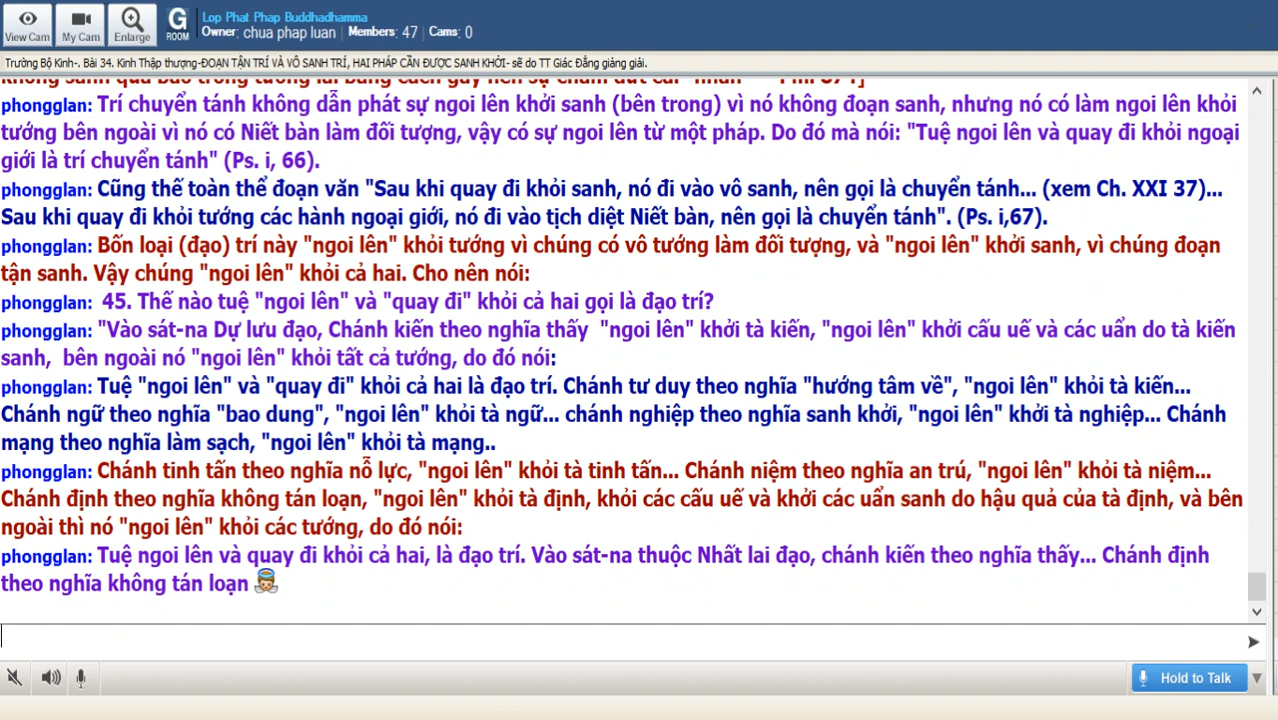 View Cam
My Cam
Enlarge
G
ROOM
Lop Phat Phap Buddhadhamma
Owner: chua phap luan | Members: 47 | Cams: 0
Trường Bộ Kinh-. Bài 34. Kinh Thập thượng-ĐOẠN TẬN TRÍ VÀ VÔ SANH TRÍ, HAI PHÁP CẦN ĐƯỢC SANH KHỞI- sẽ do TT Giác Đẳng giảng giải.
phongglan: Trí chuyển tánh không dẫn phát sự ngoi lên khởi sanh (bên trong) vì nó không đoạn sanh, nhưng nó có làm ngoi lên khỏi
tướng bên ngoài vì nó có Niết bàn làm đối tượng, vậy có sự ngoi lên từ một pháp. Do đó mà nói: "Tuệ ngoi lên và quay đi khỏi ngoại
giới là trí chuyển tánh" (Ps. i, 66).
phongglan: Cũng thế toàn thể đoạn văn "Sau khi quay đi khỏi sanh, nó đi vào vô sanh, nên gọi là chuyển tánh... (xem Ch. XXI 37)...
Sau khi quay đi khỏi tướng các hành ngoại giới, nó đi vào tịch diệt Niết bàn, nên gọi là chuyển tánh". (Ps. i,67).
phongglan: Bốn loại (đạo) trí này "ngoi lên" khỏi tướng vì chúng có vô tướng làm đối tượng, và "ngoi lên" khởi sanh, vì chúng đoạn
tận sanh. Vậy chúng "ngoi lên" khỏi cả hai. Cho nên nói:
phongglan: 45. Thế nào tuệ "ngoi lên" và "quay đi" khỏi cả hai gọi là đạo trí?
phongglan: "Vào sát-na Dự lưu đạo, Chánh kiến theo nghĩa thấy "ngoi lên" khởi tà kiến, "ngoi lên" khởi cấu uế và các uẩn do tà kiến
sanh, bên ngoài nó "ngoi lên" khỏi tất cả tướng, do đó nói:
phongglan: Tuệ "ngoi lên" và "quay đi" khỏi cả hai là đạo trí. Chánh tư duy theo nghĩa "hướng tâm về", "ngoi lên" khỏi tà kiến...
Chánh ngữ theo nghĩa "bao dung", "ngoi lên" khỏi tà ngữ... chánh nghiệp theo nghĩa sanh khởi, "ngoi lên" khởi tà nghiệp... Chánh
mạng theo nghĩa làm sạch, "ngoi lên" khỏi tà mạng..
phongglan: Chánh tinh tấn theo nghĩa nỗ lực, "ngoi lên" khỏi tà tinh tấn... Chánh niệm theo nghĩa an trú, "ngoi lên" khỏi tà niệm...
Chánh định theo nghĩa không tán loạn, "ngoi lên" khỏi tà định, khỏi các cấu uế và khởi các uẩn sanh do hậu quả của tà định, và bên
ngoài thì nó "ngoi lên" khỏi các tướng, do đó nói:
phongglan: Tuệ ngoi lên và quay đi khỏi cả hai, là đạo trí. Vào sát-na thuộc Nhất lai đạo, chánh kiến theo nghĩa thấy... Chánh định
theo nghĩa không tán loạn
Hold to Talk